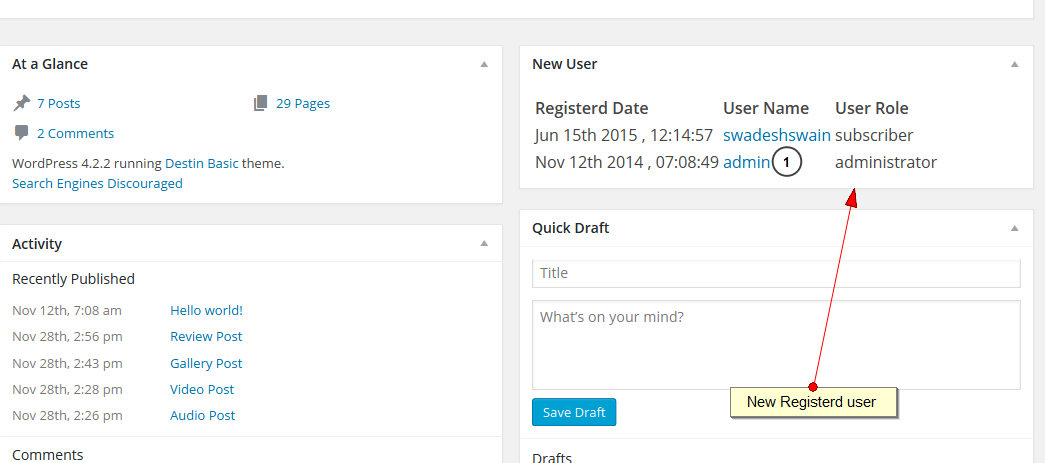 At a Glance
7 Posts
29 Pages
2 Comments
WordPress 4.2.2 running Destin Basic theme.
Search Engines Discouraged
Activity
Recently Published
Nov 12th, 7:08 am Hello world!
Nov 28th, 2:56 pm Review Post
Nov 28th, 2:43 pm Gallery Post
Nov 28th, 2:28 pm Video Post
Nov 28th, 2:26 pm Audio Post
Comments
New User
Registerd Date User Name User Role
Jun 15th 2015 , 12:14:57 swadeshswain subscriber
Nov 12th 2014 , 07:08:49 admin 1 administrator
Quick Draft
Title
What's on your mind?
New Registerd user
Save Draft
Drafts